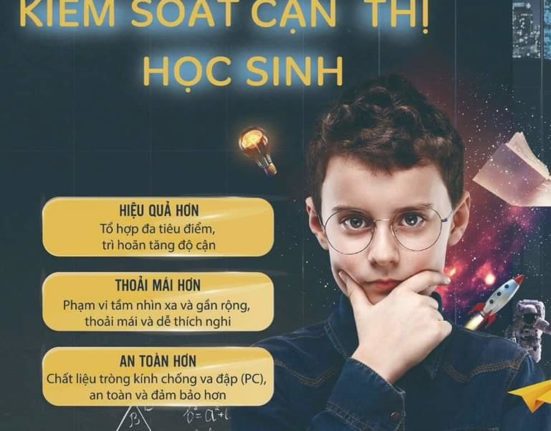 KIỂM SOÁT CẬN THỊ
HỌC SINH
HIỆU QUẢ HƠN
Tổ hợp đa tiêu điểm,
trì hoãn tăng độ cận
THOẢI MÁI HƠN
Phạm vi tầm nhìn xa và gần rộng,
thoải mái và dễ thích nghi
AN TOÀN HƠN
Chất liệu tròng kính chống va đập (PC),
an toàn và đảm bảo hơn